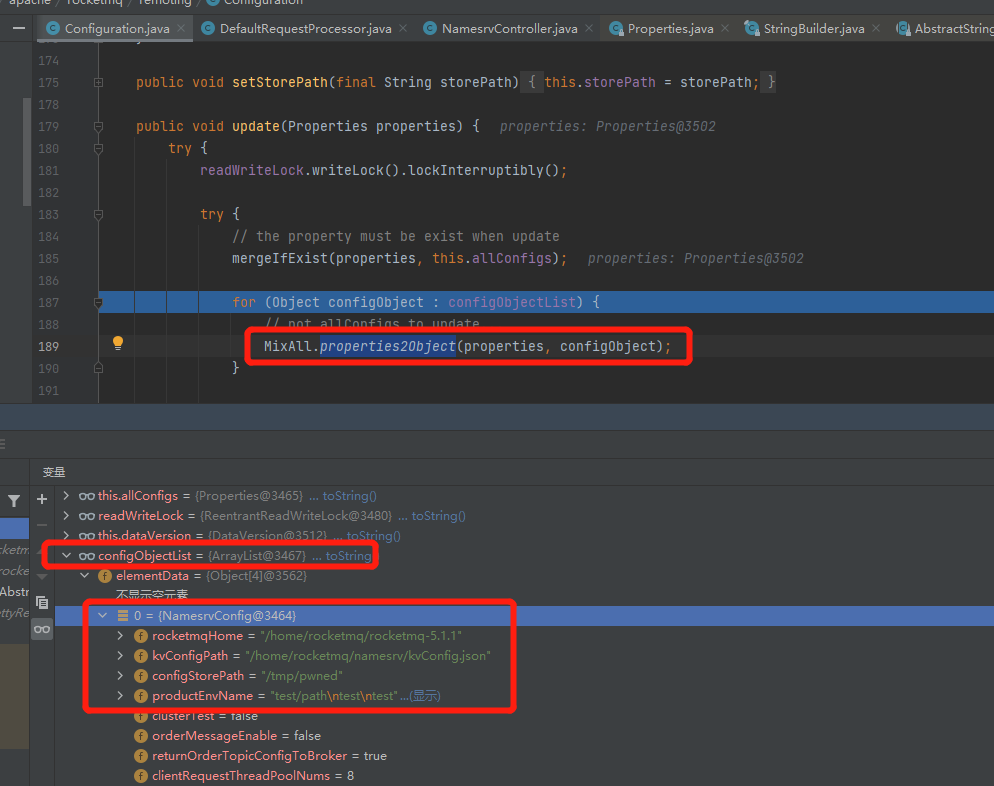 apache rocketmq remoting Configuration
Configuration.java DefaultRequestProcessor.java NamesrvController.java Properties.java StringBuilder.java AbstractString
174
175 public void setStorePath(final String storePath) { this.storePath = storePath; }
178
179 public void update(Properties properties) { properties: Properties@3502
180 try {
181 readWriteLock.writeLock().lockInterruptibly();
182
183 try {
184 // the property must be exist when update
185 mergeIfExist(properties, this.allConfigs); properties: Properties@3502
186
187 for (Object configObject : configObjectList) {
188 // not allConfigs to update
189 MixAll.properties2Object(properties, configObject);
190 }
191
变量
this.allConfigs = {Properties@3465} ... toString()
readWriteLock = {ReentrantReadWriteLock@3480} ... toString()
this.dataVersion = {DataVersion@3512} ... toString()
configObjectList = {ArrayList@3467} ... toString
elementData = {Object[4]@3562}
不显示空元素
0 = {NamesrvConfig@3464}
rocketmqHome = "/home/rocketmq/rocketmq-5.1.1"
kvConfigPath = "/home/rocketmq/namesrv/kvConfig.json"
configStorePath = "/tmp/pwned"
productEnvName = "test/path\ntest\ntest" ...(显示)
clusterTest = false
orderMessageEnable = false
returnOrderTopicConfigToBroker = true
clientRequestThreadPoolNums = 8